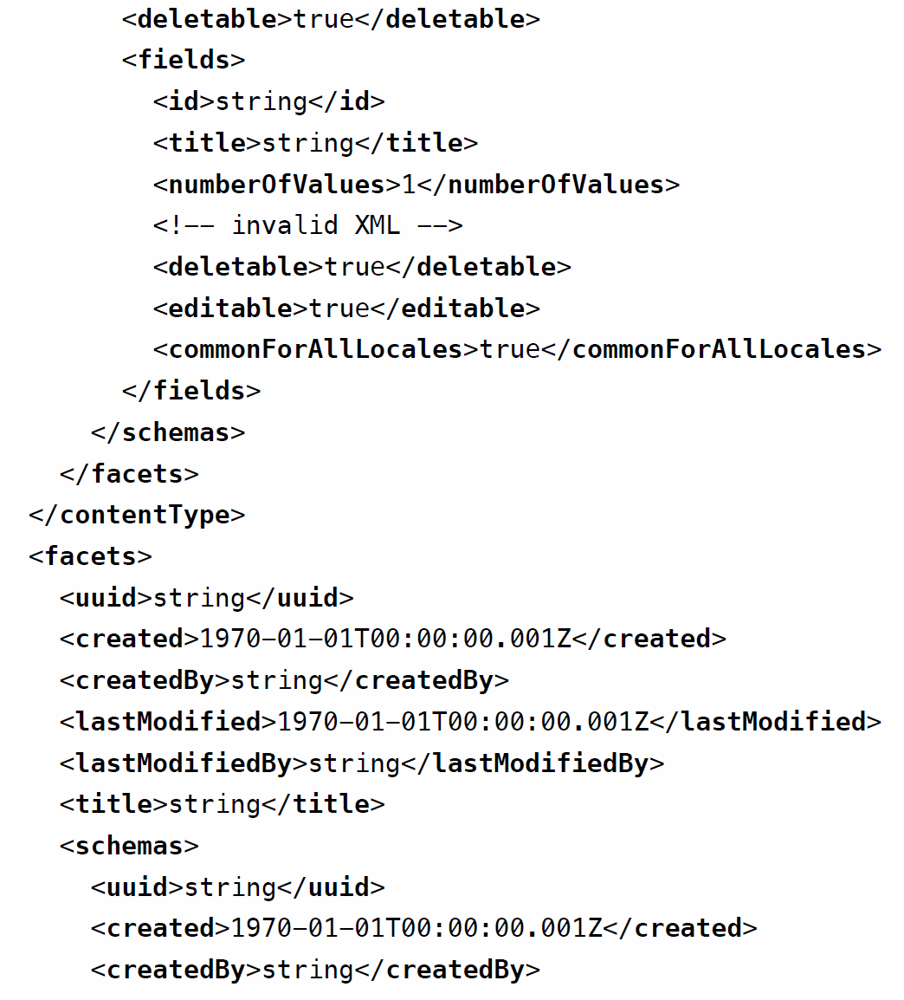 <deletable>true</deletable>
<fields>
<id>string</id>
<title>string</title>
<numberOfValues>1</numberOfValues>
<!-- invalid XML -->
<deletable>true</deletable>
<editable>true</editable>
<commonForAllLocales>true</commonForAllLocales>
</fields>
</schemas>
</facets>
</contentType>
<facets>
<uuid>string</uuid>
<created>1970-01-01T00:00:00.001Z</created>
<createdBy>string</createdBy>
<lastModified>1970-01-01T00:00:00.001Z</lastModified>
<lastModifiedBy>string</lastModifiedBy>
<title>string</title>
<schemas>
<uuid>string</uuid>
<created>1970-01-01T00:00:00.001Z</created>
<createdBy>string</createdBy>